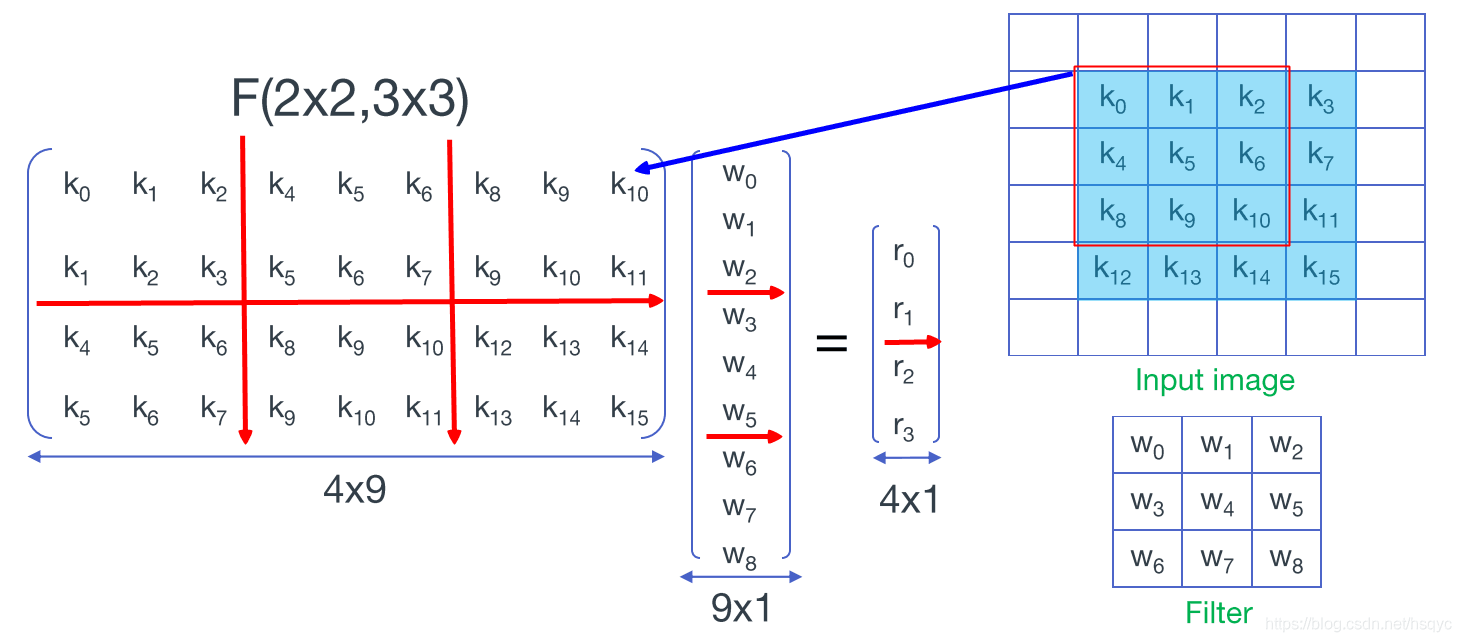 F(2x2,3x3)
k0 k1 k2 k4 k5 k6 k8 k9 k10
k1 k2 k3 k5 k6 k7 k9 k10 k11
k4 k5 k6 k8 k9 k10 k12 k13 k14
k5 k6 k7 k9 k10 k11 k13 k14 k15
4x9
w0
w1
w2
w3
w4
w5
w6
w7
w8
9x1
=
r0
r1
r2
r3
4x1
k0 k1 k2 k3
k4 k5 k6 k7
k8 k9 k10 k11
k12 k13 k14 k15
Input image
w0 w1 w2
w3 w4 w5
w6 w7 w8
Filter
https://blog.csdn.net/hsqyc